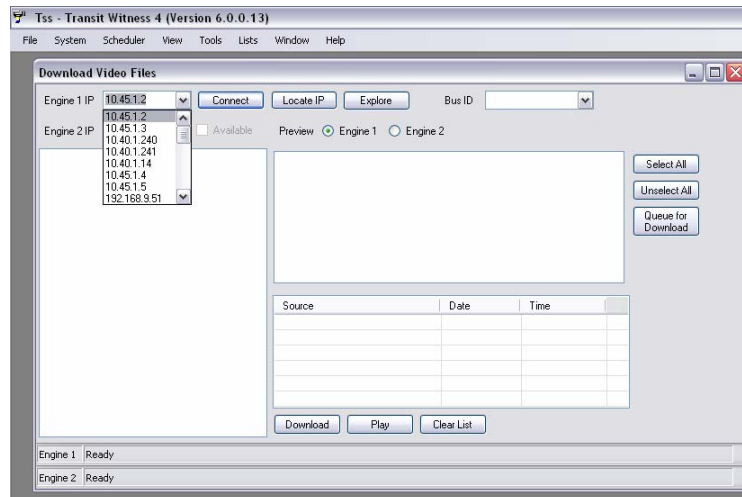 Tss - Transit Witness 4 (Version 6.0.0.13)
File System Scheduler View Tools Lists Window Help
Download Video Files
Engine 1 IP 10.45.1.2 Connect Locate IP Explore Bus ID
10.45.1.2
Engine 2 IP 10.45.1.3 Available Preview Engine 1 Engine 2
10.40.1.240
10.40.1.241
10.40.1.14
10.45.1.4
10.45.1.5
192.168.9.51
Select All
Unselect All
Queue for
Download
Source Date Time
Download Play Clear List
Engine 1 Ready
Engine 2 Ready